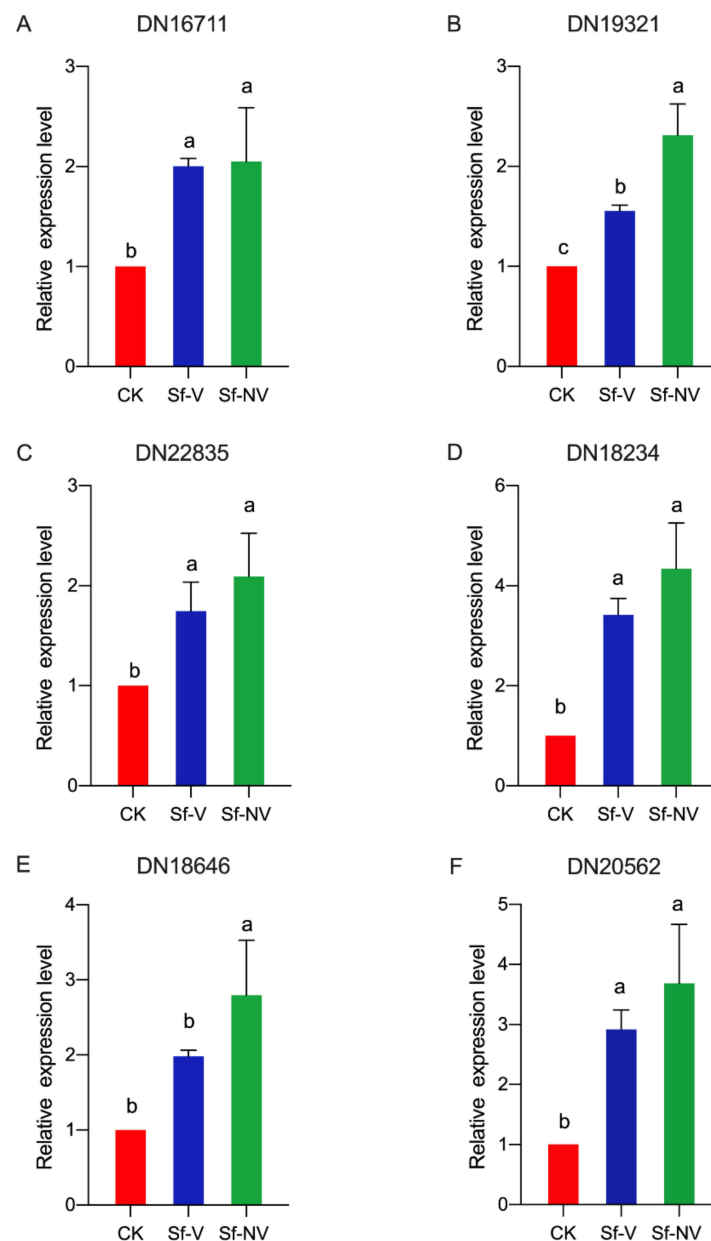 A DN16711
Relative expression level
3
2
1
0
b
a
a
CK Sf-V Sf-NV
B DN19321
Relative expression level
3
2
1
0
c
b
a
CK Sf-V Sf-NV
C DN22835
Relative expression level
3
2
1
0
b
a
a
CK Sf-V Sf-NV
D DN18234
Relative expression level
6
4
2
0
b
a
a
CK Sf-V Sf-NV
E DN18646
Relative expression level
4
3
2
1
0
b
b
a
CK Sf-V Sf-NV
F DN20562
Relative expression level
5
4
3
2
1
0
b
a
a
CK Sf-V Sf-NV